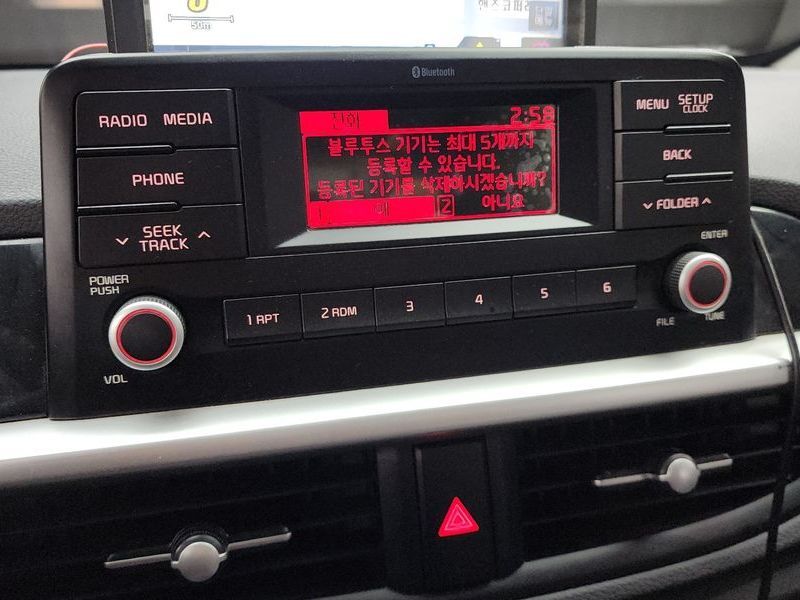 50m
Bluetooth
RADIO MEDIA
PHONE
SEEK
TRACK
POWER
PUSH
VOL
전화 2:58
블루투스 기기는 최대 5개까지
등록할 수 있습니다.
등록된 기기를 삭제하시겠습니까?
예 2 아니요
MENU SETUP
CLOCK
BACK
FOLDER
ENTER
FILE TUNE
1 RPT 2 RDM 3 4 5 6